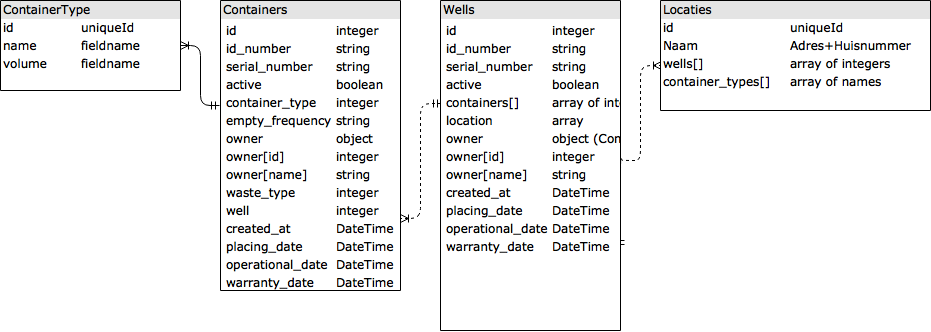 ContainerType
id uniqueId
name fieldname
volume fieldname
Containers
id integer
id_number string
serial_number string
active boolean
container_type integer
empty_frequency string
owner object
owner[id] integer
owner[name] string
waste_type integer
well integer
created_at DateTime
placing_date DateTime
operational_date DateTime
warranty_date DateTime
Wells
id integer
id_number string
serial_number string
active boolean
containers[] array of int
location array
owner object (Com
owner[id] integer
owner[name] string
created_at DateTime
placing_date DateTime
operational_date DateTime
warranty_date DateTime
Locaties
id uniqueId
Naam Adres+Huisnummer
wells[] array of integers
container_types[] array of names